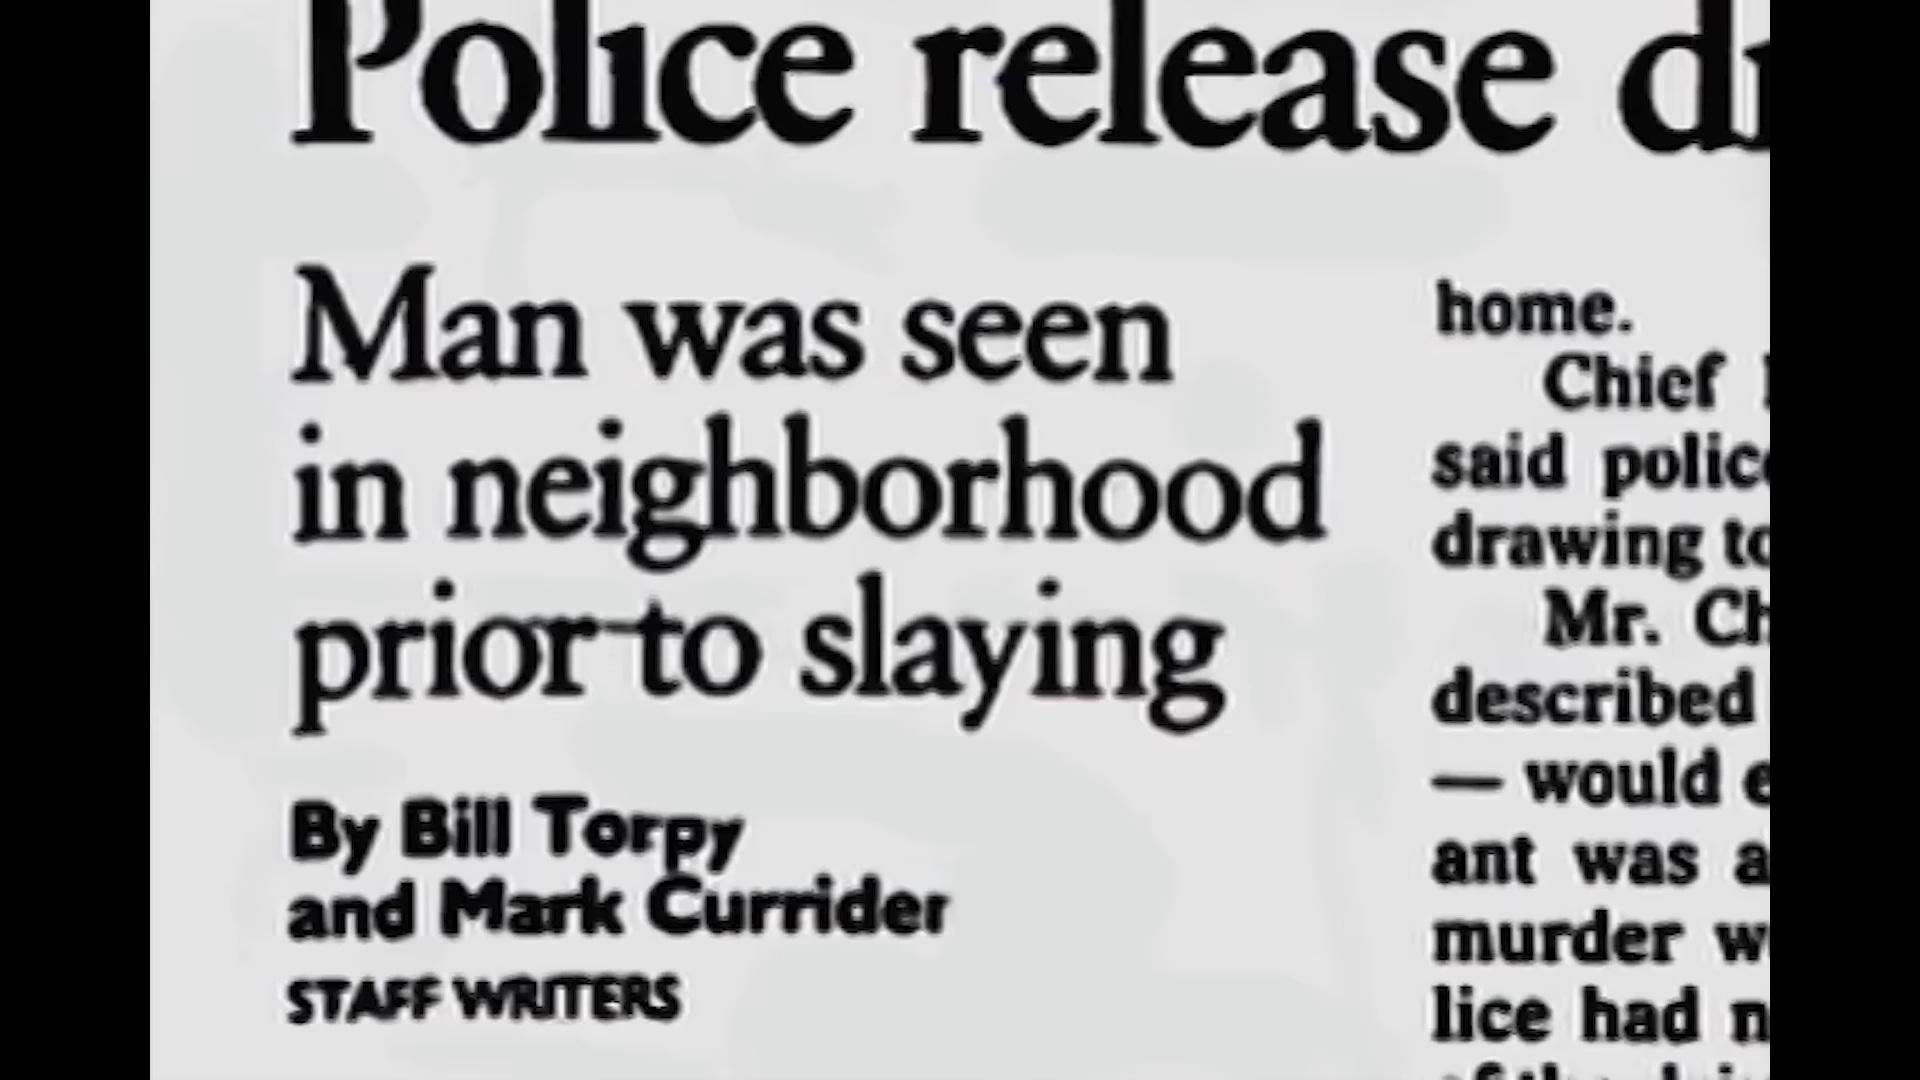 Police release
Man was seen
in neighborhood
prior to slaying
By Bill Torpy
and Mark Currider
STAFF WRITERS
home.
Chief
said
drawing
Mr.
described
— would
ant was
murder
lice had